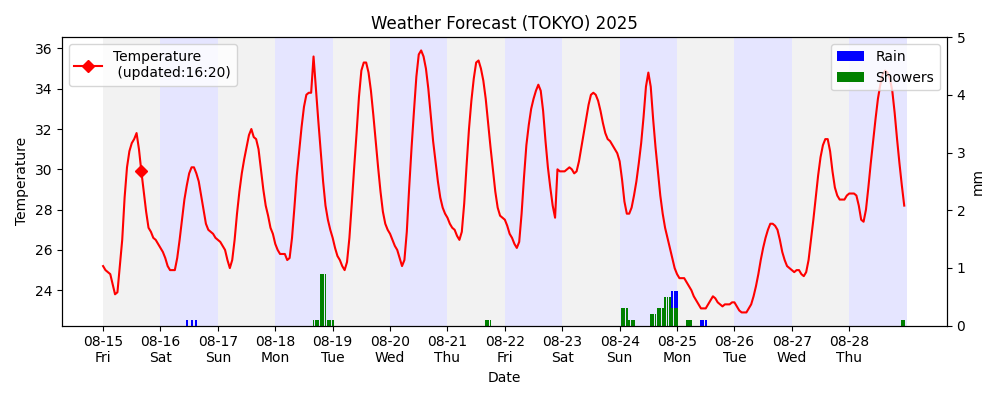 Weather Forecast (TOKYO) 2025
Temperature
(updated:16:20)
Rain
Showers
Temperature
36
34
32
30
28
26
24
5
4
3
2
1
0
mm
08-15 08-16 08-17 08-18 08-19 08-20 08-21 08-22 08-23 08-24 08-25 08-26 08-27 08-28
Fri Sat Sun Mon Tue Wed Thu Fri Sat Sun Mon Tue Wed Thu
Date